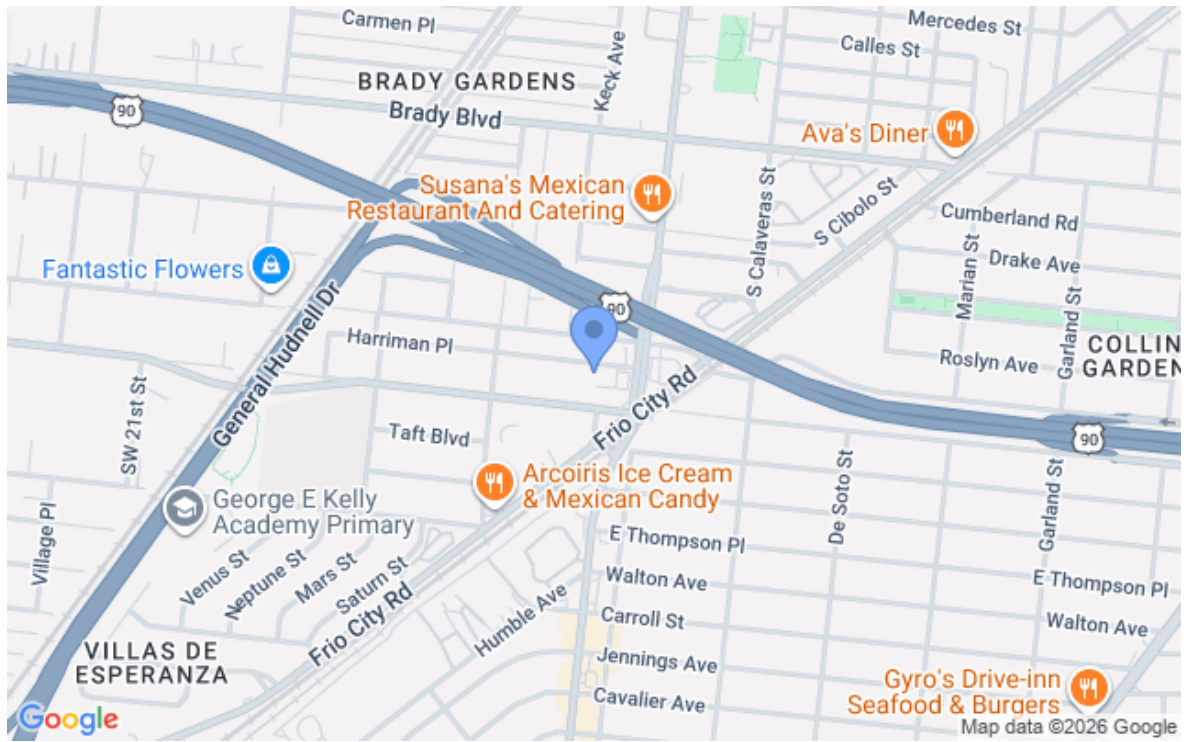 Carmen Pl
Mercedes St
Calles St
Keck Ave
BRADY GARDENS
90
Brady Blvd
Ava's Diner
Susana's Mexican
Restaurant And Catering
S Calaveras St
S Cibolo St
Cumberland Rd
Marian St
Drake Ave
Fantastic Flowers
General Hudnell Dr
90
Garland St
Harriman Pl
Roslyn Ave
COLLIN
GARDEN
SW 21st St
Frio City Rd
Taft Blvd
90
Arcoiris Ice Cream
& Mexican Candy
De Soto St
Garland St
George E Kelly
Academy Primary
Village Pl
E Thompson Pl
Venus St
Neptune St
Mars St
Saturn St
Walton Ave
E Thompson Pl
Humble Ave
Carroll St
Walton Ave
Frio City Rd
VILLAS DE
ESPERANZA
Jennings Ave
Gyro's Drive-inn
Seafood & Burgers
Cavalier Ave
Google
Map data ©2026 Google